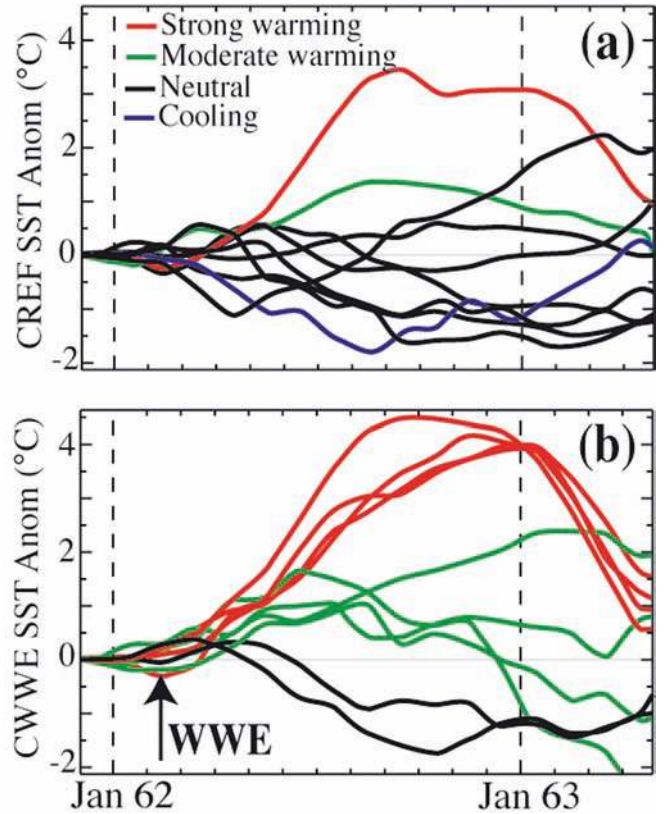 Strong warming
Moderate warming
Neutral
Cooling
(a)
4
2
0
-2
CREF SST Anom (°C)
(b)
4
2
0
-2
CWWE SST Anom (°C)
WWE
Jan 62
Jan 63